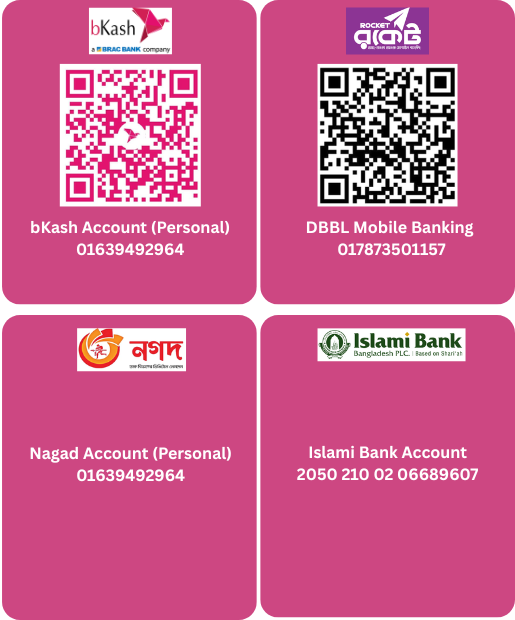 bKash
a BRAC BANK company
bKash Account (Personal)
01639492964
ROCKET
রকেট
DBBL Mobile Banking
017873501157
নগদ
Nagad Account (Personal)
01639492964
Islami Bank
Bangladesh PLC. | Based on Shari'ah
Islami Bank Account
2050 210 02 06689607